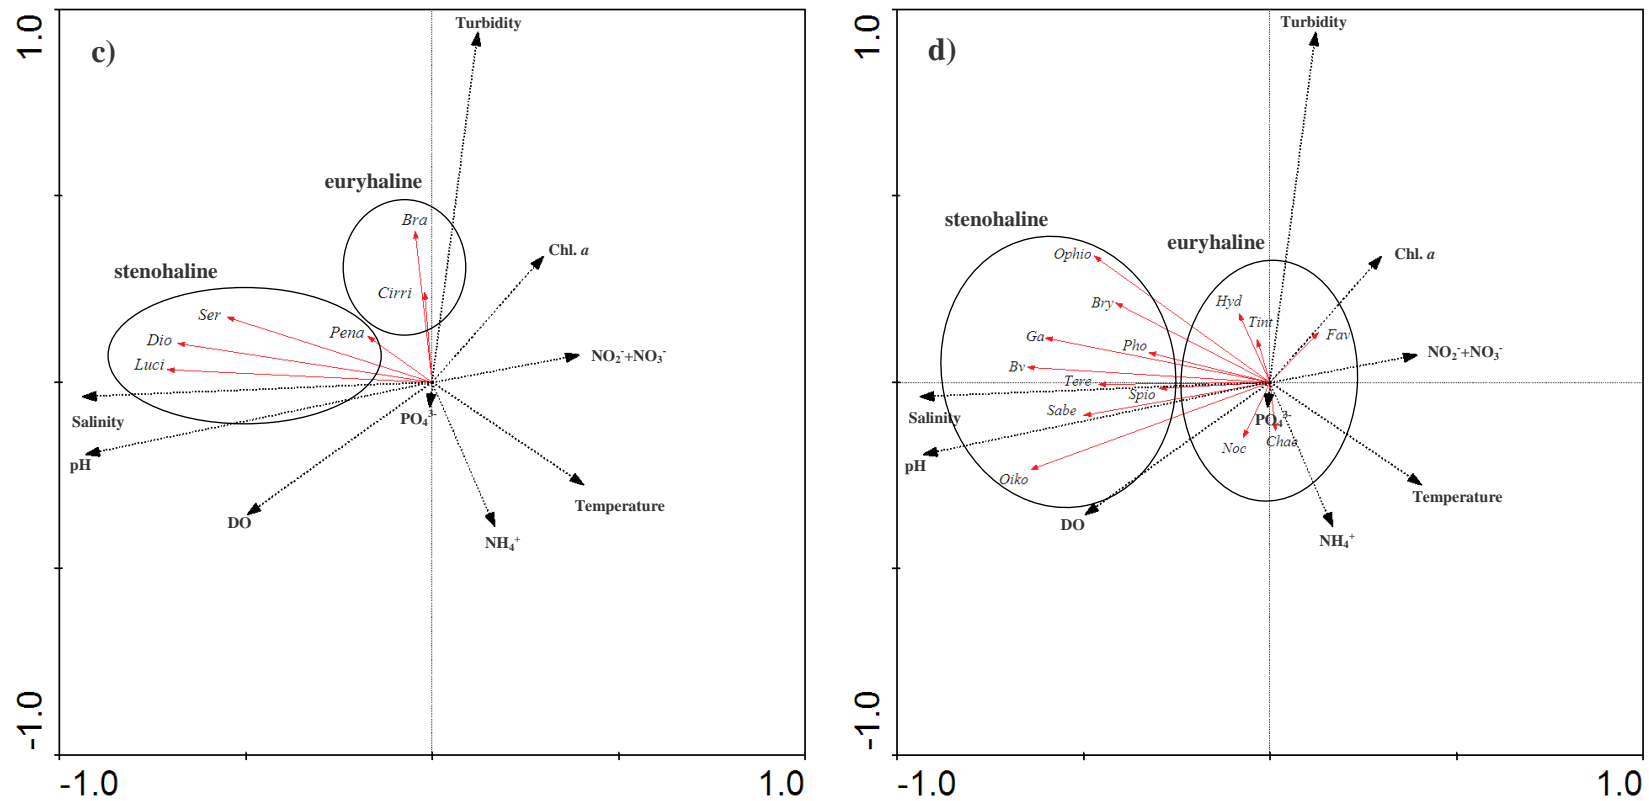 c)
1.0
Turbidity
euryhaline
Bra
Chl. a
stenohaline
Cirri
Ser
Pena
Dio
Luci
NO₂⁻+NO₃⁻
Salinity
PO₄³⁻
pH
DO
Temperature
NH₄⁺
-1.0
-1.0
1.0
d)
1.0
Turbidity
stenohaline
euryhaline
Ophio
Chl. a
Bry
Hyd
Tint
Ga
Fav
Pho
Bv
NO₂⁻+NO₃⁻
Tere
Spio
Salinity
Sabe
PO₄³⁻
Noc
Chae
pH
Oiko
DO
Temperature
NH₄⁺
-1.0
-1.0
1.0